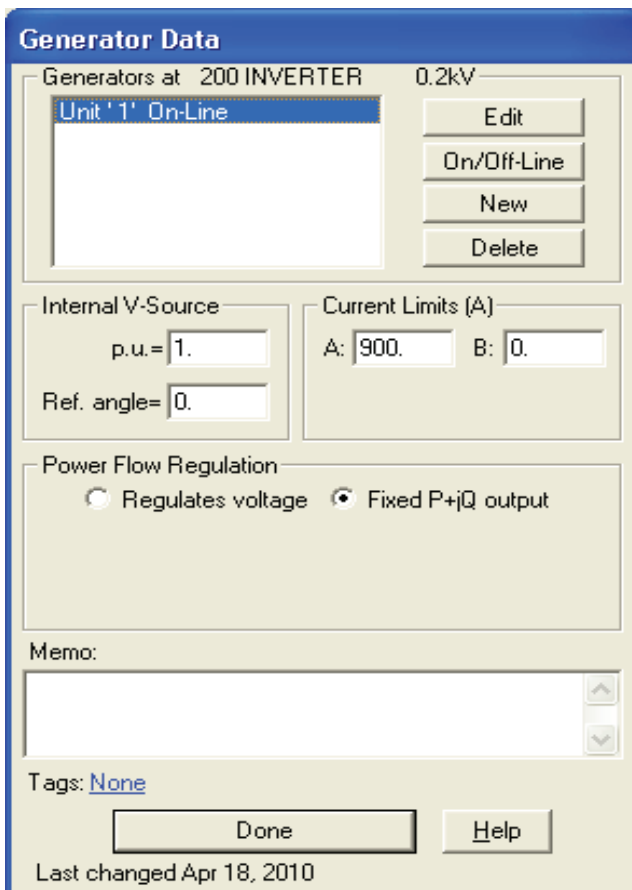 Generator Data
Generators at 200 INVERTER 0.2kV
Unit '1' On-Line
Edit
On/Off-Line
New
Delete
Internal V-Source
p.u.= 1.
Ref. angle= 0.
Current Limits (A)
A: 900. B: 0.
Power Flow Regulation
Regulates voltage Fixed P+jQ output
Memo:
Tags: None
Done Help
Last changed Apr 18, 2010